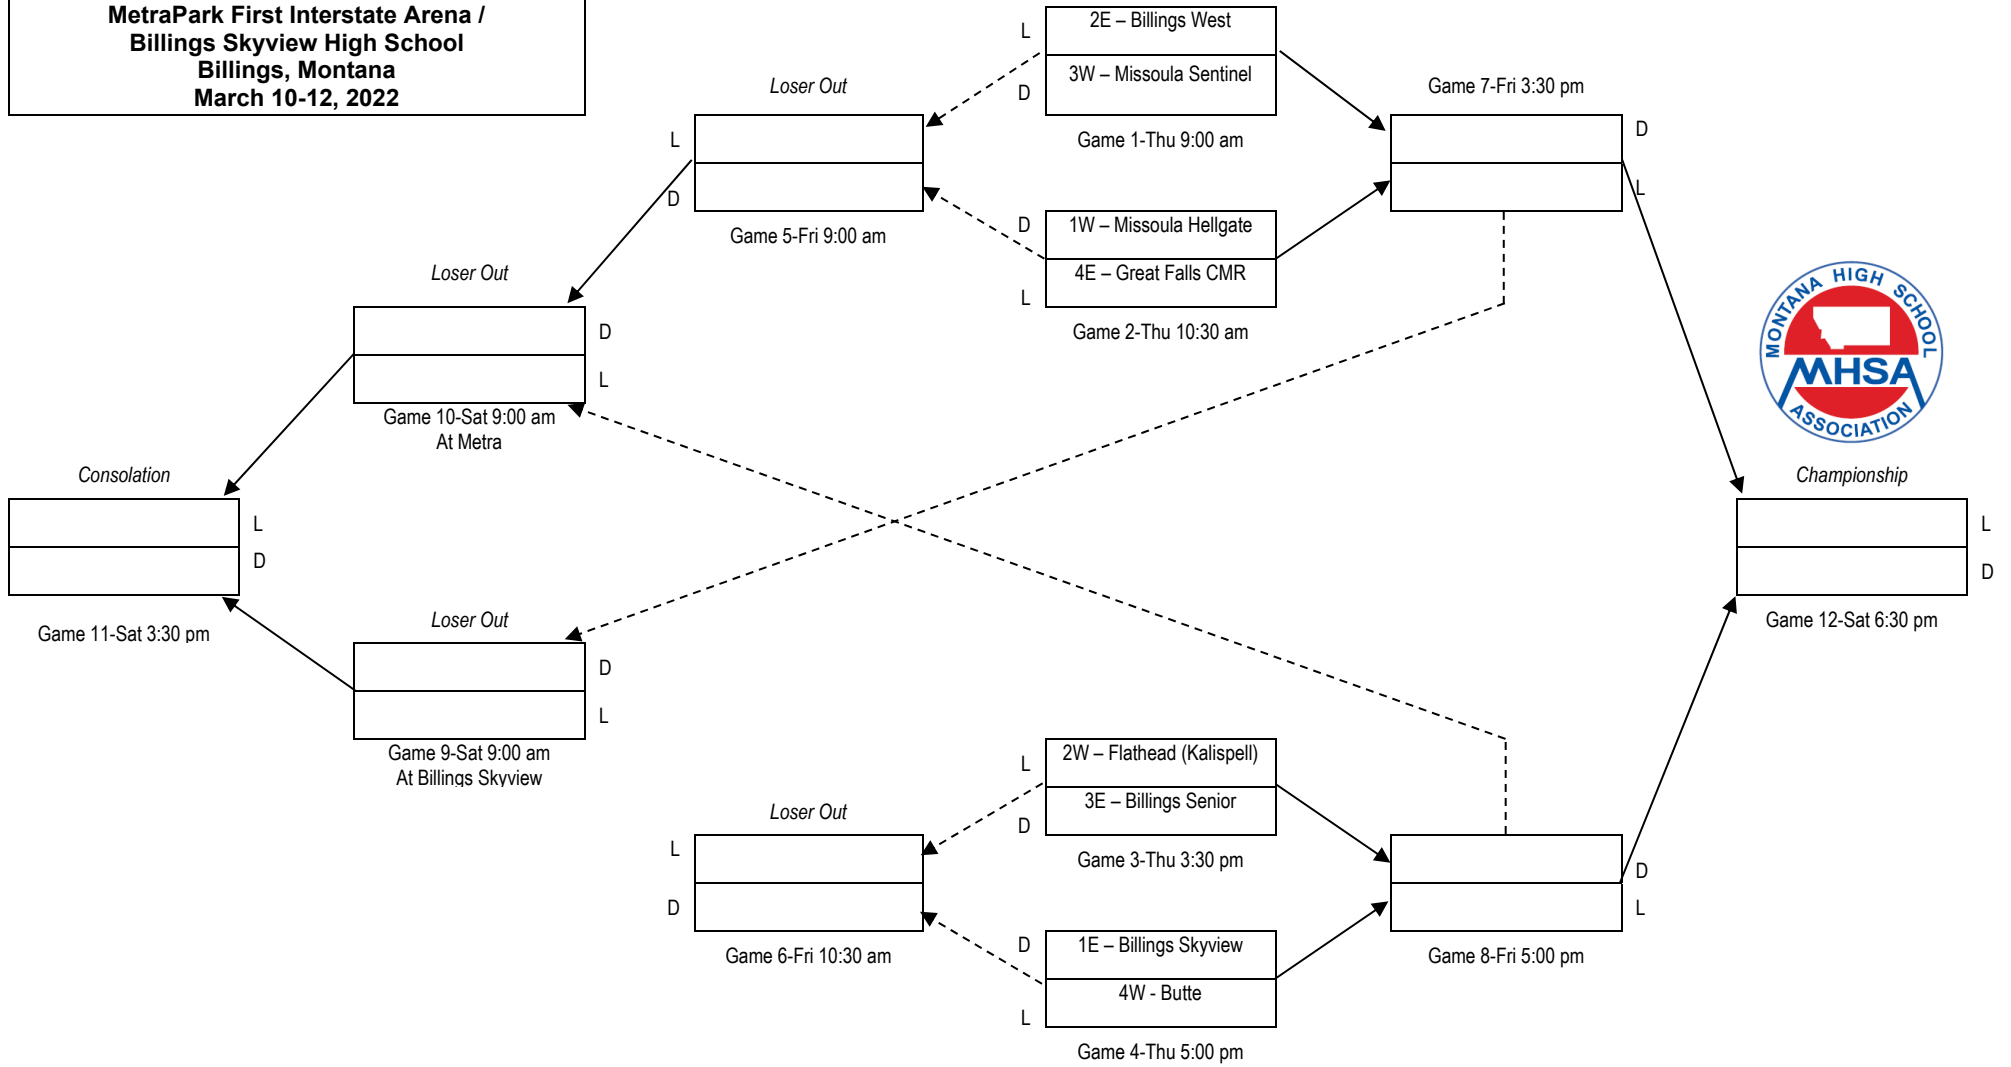 MetraPark First Interstate Arena /
Billings Skyview High School
Billings, Montana
March 10-12, 2022
L
2E – Billings West
D
3W – Missoula Sentinel
Game 1-Thu 9:00 am
Loser Out
L
D
Game 5-Fri 9:00 am
D
1W – Missoula Hellgate
4E – Great Falls CMR
L
Game 2-Thu 10:30 am
Game 7-Fri 3:30 pm
D
L
Loser Out
D
L
Game 10-Sat 9:00 am
At Metra
MONTANA HIGH SCHOOL
MHSA
ASSOCIATION
Consolation
L
D
Game 11-Sat 3:30 pm
Championship
L
D
Game 12-Sat 6:30 pm
Loser Out
D
L
Game 9-Sat 9:00 am
At Billings Skyview
L
2W – Flathead (Kalispell)
3E – Billings Senior
D
Game 3-Thu 3:30 pm
Loser Out
L
D
Game 6-Fri 10:30 am
D
1E – Billings Skyview
4W - Butte
L
Game 4-Thu 5:00 pm
D
L
Game 8-Fri 5:00 pm